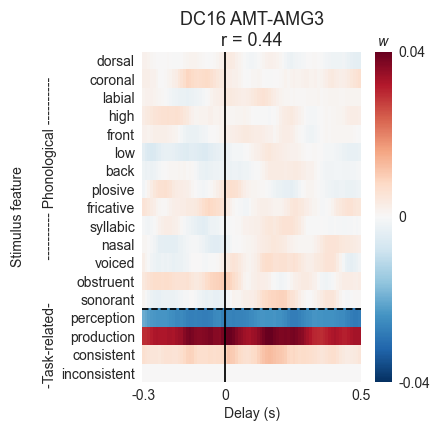 DC16 AMT-AMG3
r = 0.44
w
Stimulus feature
-Task-related- ----------- Phonological -----------
dorsal
coronal
labial
high
front
low
back
plosive
fricative
syllabic
nasal
voiced
obstruent
sonorant
perception
production
consistent
inconsistent
0.04
0
-0.04
-0.3
0
0.5
Delay (s)